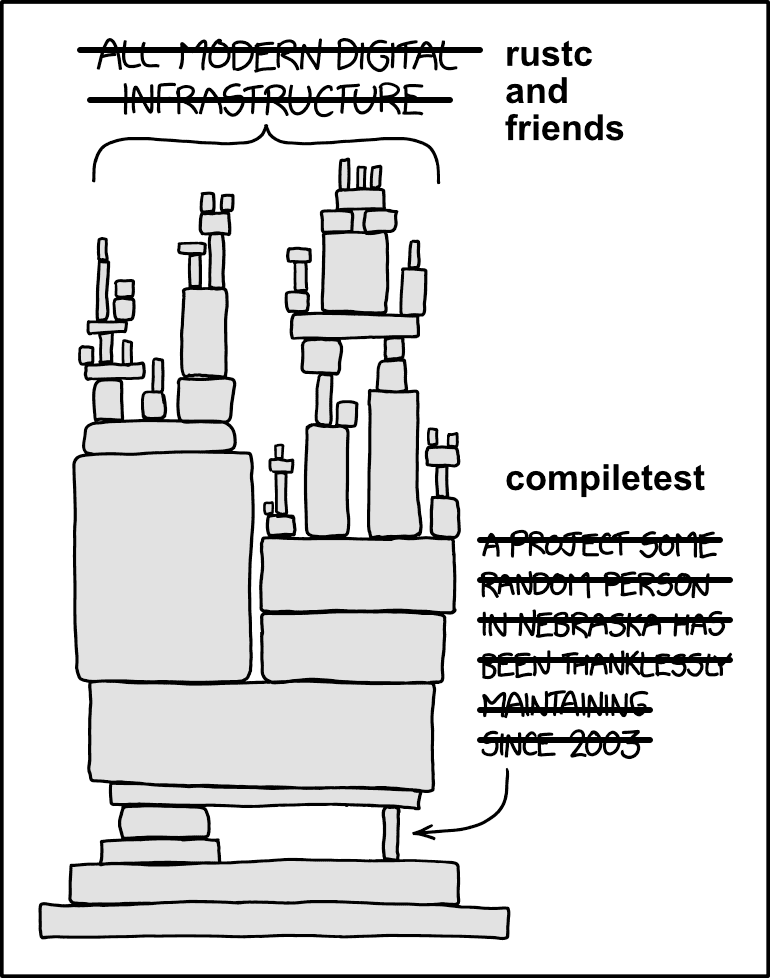 ALL MODERN DIGITAL
INFRASTRUCTURE
rustc
and
friends
compiletest
A PROJECT SOME
RANDOM PERSON
IN NEBRASKA HAS
BEEN THANKLESSLY
MAINTAINING
SINCE 2003